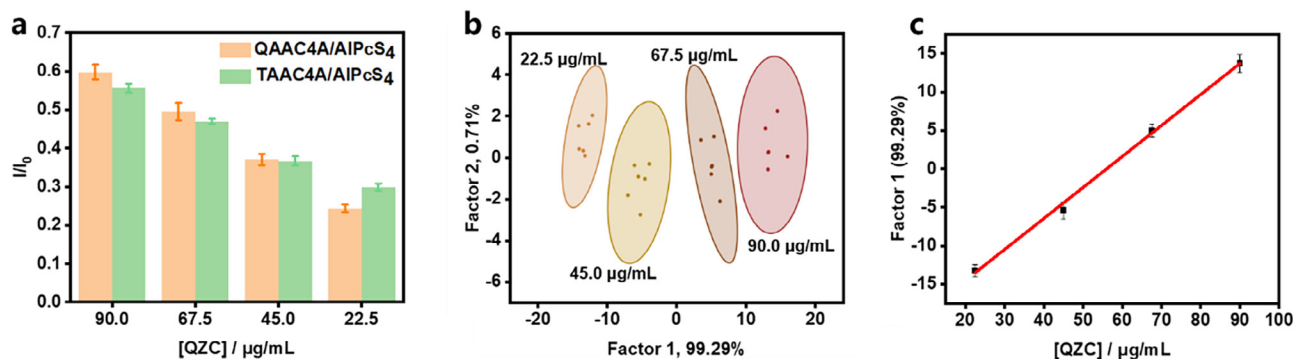 a
QAAC4A/AlPcS4
TAAC4A/AlPcS4
I/I0
0.6
0.5
0.4
0.3
0.2
0.1
0.0
90.0
67.5
45.0
22.5
[QZC] / µg/mL
b
22.5 µg/mL
67.5 µg/mL
45.0 µg/mL
90.0 µg/mL
Factor 2, 0.71%
6
4
2
0
-2
-4
-6
-20
-10
0
10
20
Factor 1, 99.29%
c
Factor 1 (99.29%)
15
10
5
0
-5
-10
-15
20
30
40
50
60
70
80
90
100
[QZC] / µg/mL